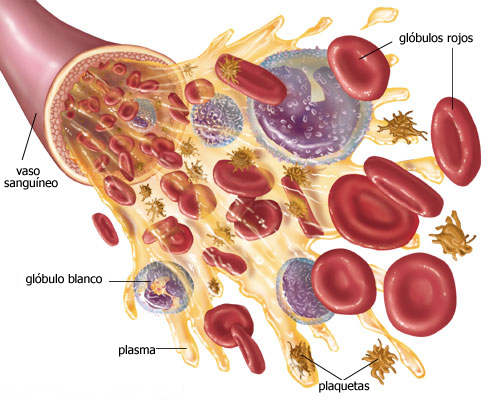 glóbulos rojos
vaso
sanguíneo
glóbulo blanco
plasma
plaquetas